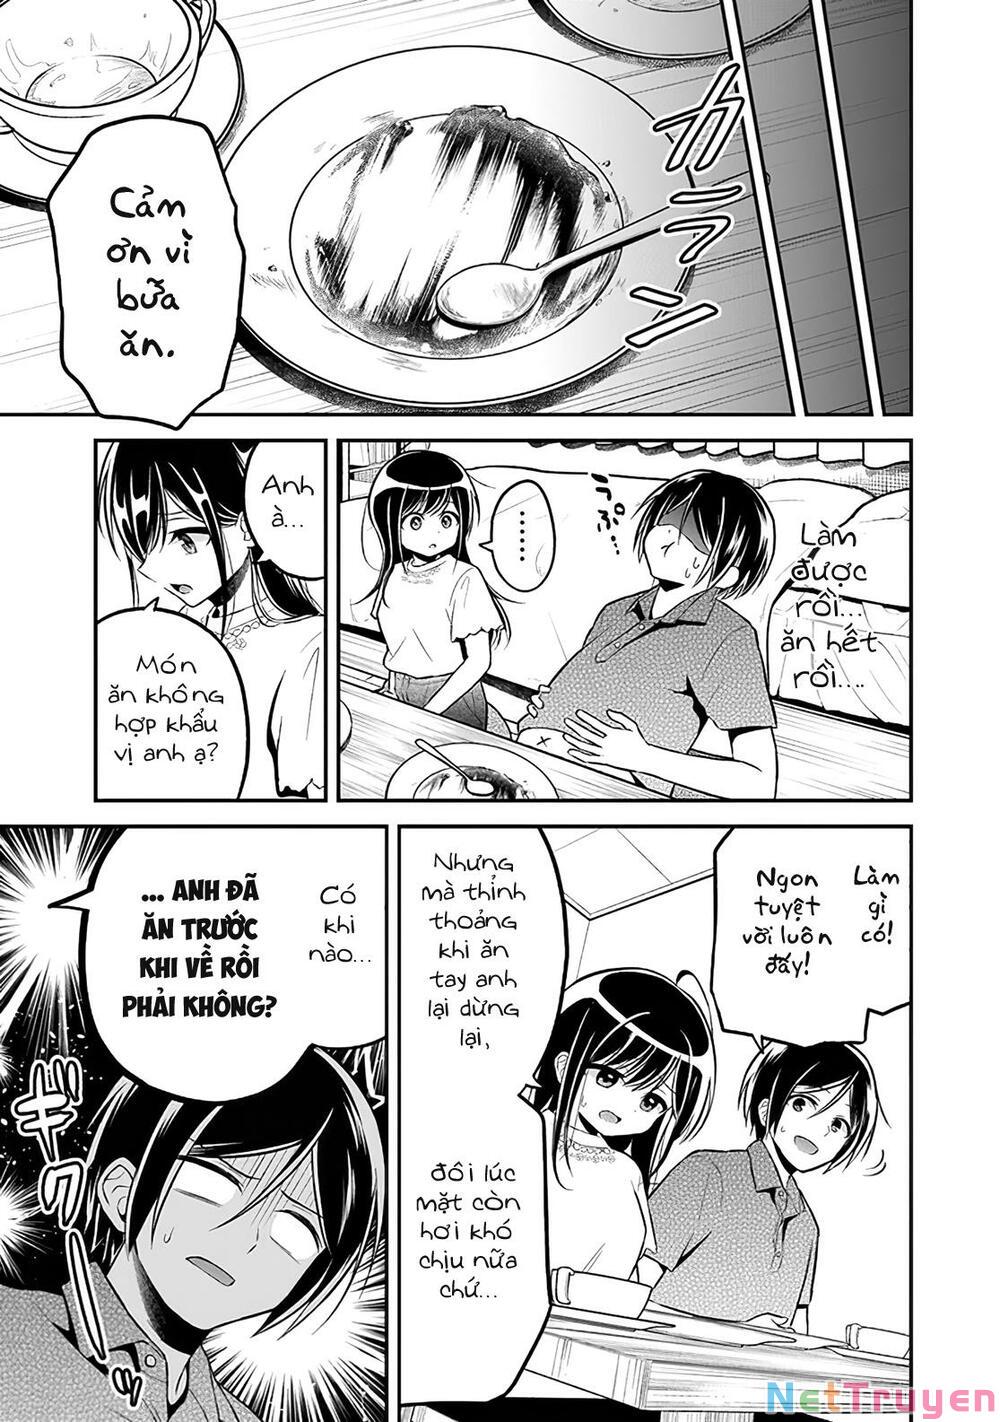 カ
ラ
ン
Cảm
ơn vì
bữa
ăn.
Làm
được
rồi...
ăn hết
rồi....
っぷ…
......
Anh
à...
Món
ăn không
hợp khẩu
vị anh ạ?
Làm
gì
có!
Ngon
tuyệt
vời luôn
đấy!
Nhưng
mà thỉnh
thoảng
khi ăn
tay anh
lại dừng
lại,
đôi lúc
mặt còn
hơi khó
chịu nữa
chứ...
Có
khi
nào...
... ANH ĐÃ
ĂN TRƯỚC
KHI VỀ RỒI
PHẢI KHÔNG?
ギクッ
NetTruyen